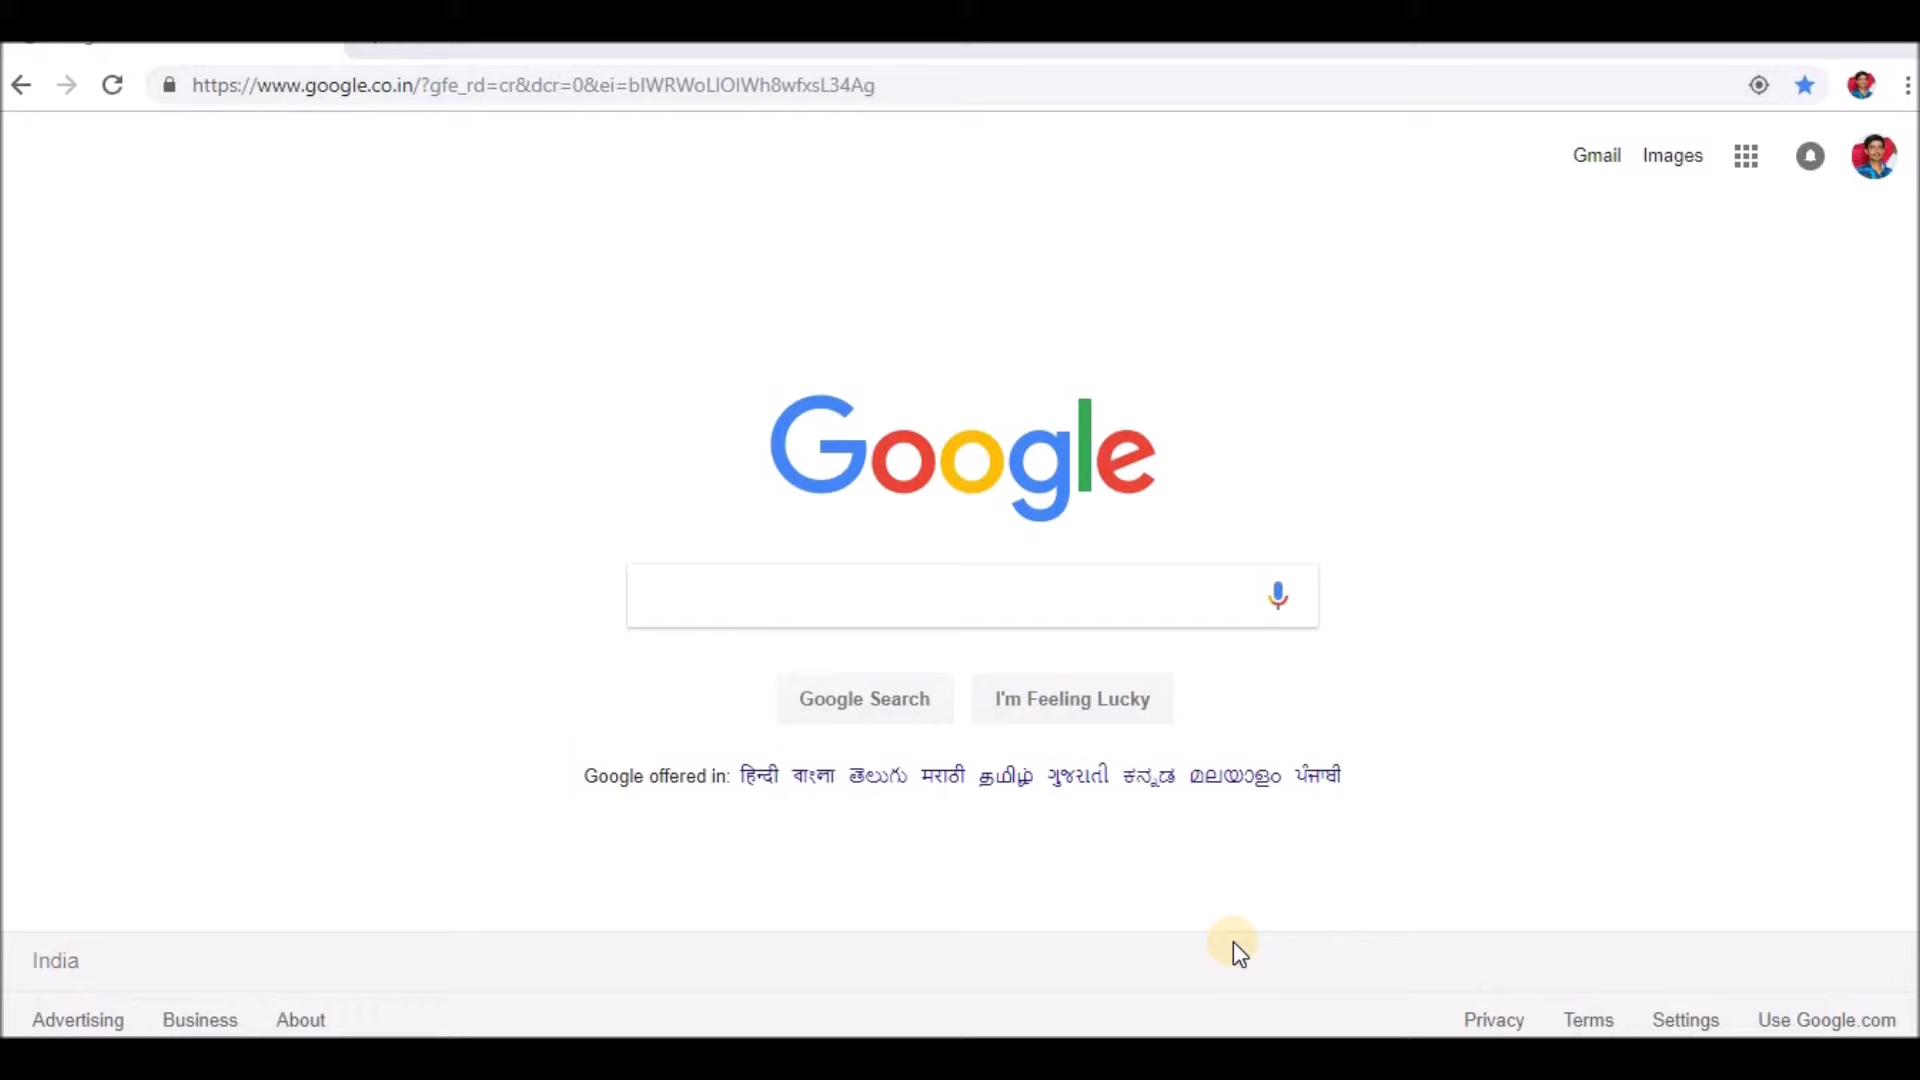 https://www.google.co.in/?gfe_rd=cr&dcr=0&ei=bIWRWoLIOIWh8wfxsL34Ag
Gmail Images
Google
Google Search I'm Feeling Lucky
Google offered in: हिन्दी বাংলা తెలుగు मराठी தமிழ் ગુજરાતી ಕನ್ನಡ മലയാളം ਪੰਜਾਬੀ
India
Advertising Business About Privacy Terms Settings Use Google.com